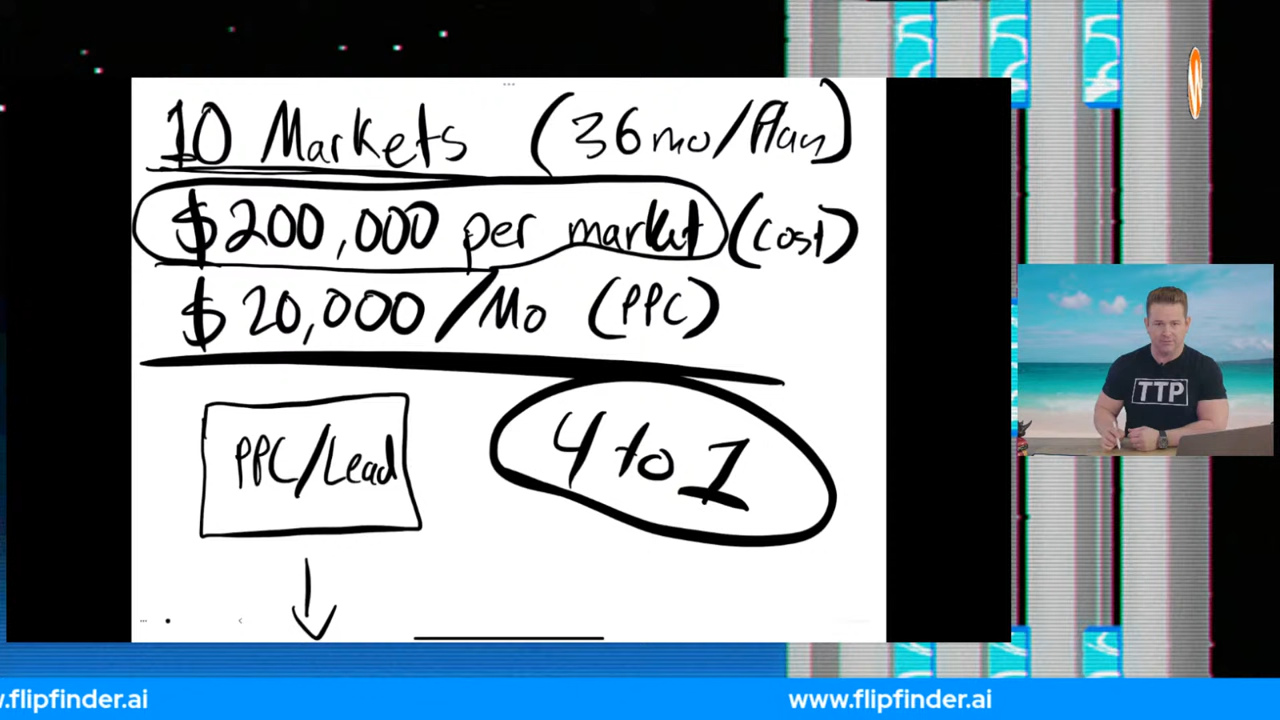 10 Markets (36mo/Plan)
$200,000 per market (cost)
$20,000/Mo (PPC)
PPC/Lead
4 to 1
TTP
w.flipfinder.ai
www.flipfinder.ai